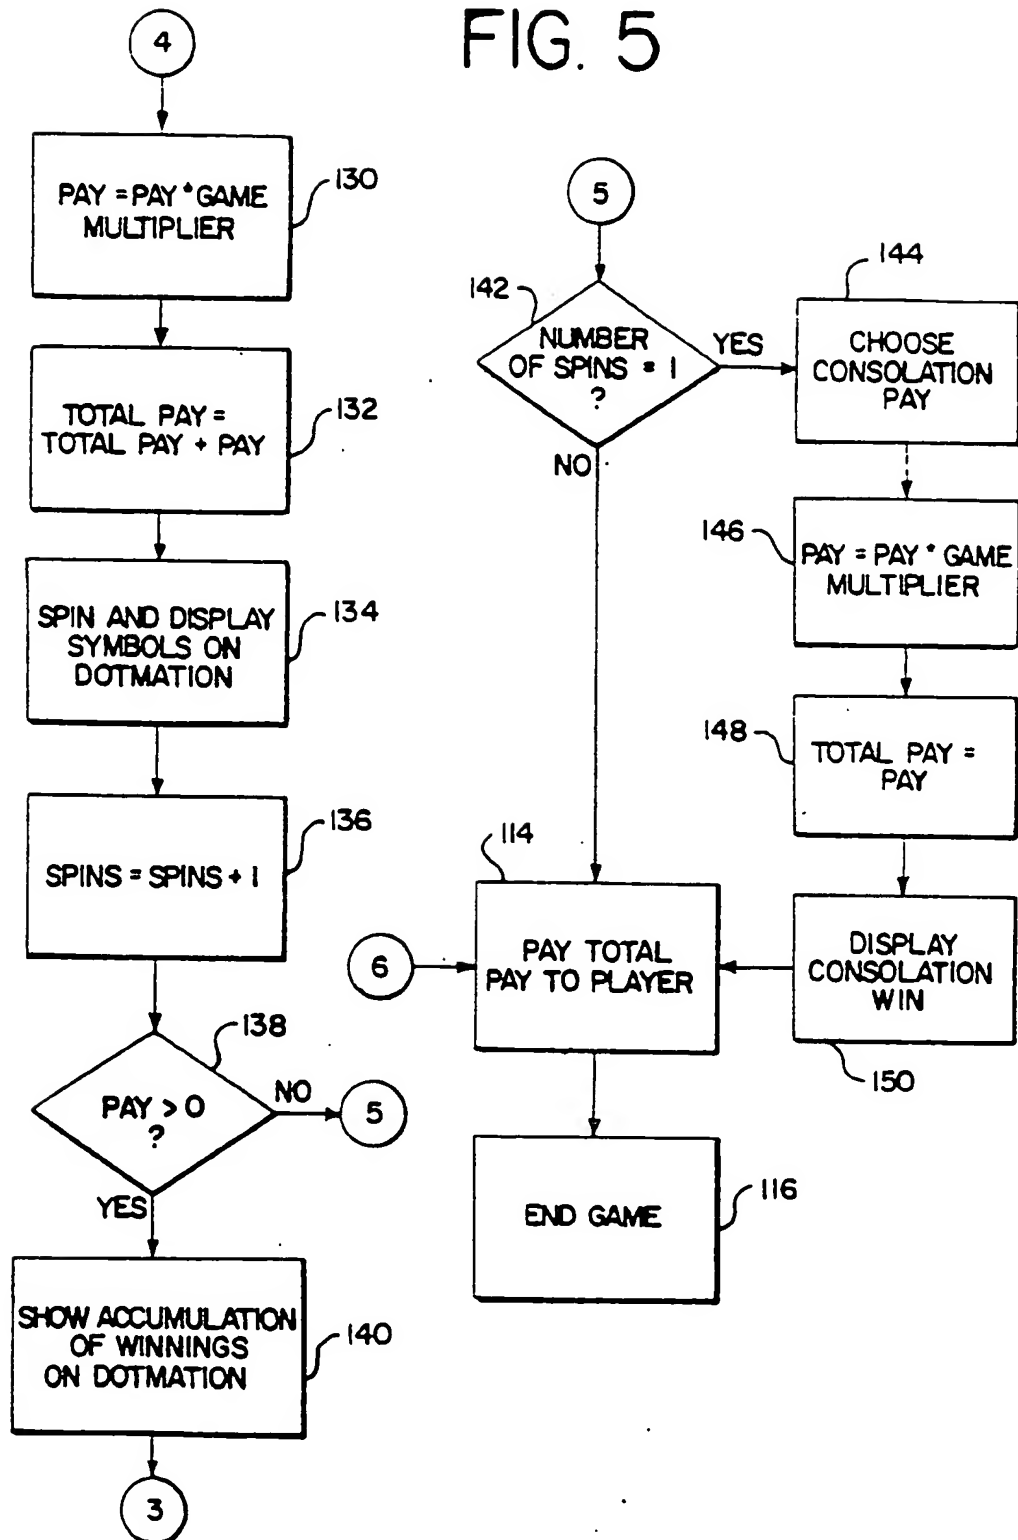 FIG. 5
4
PAY = PAY * GAME
MULTIPLIER
130
TOTAL PAY =
TOTAL PAY + PAY
132
SPIN AND DISPLAY
SYMBOLS ON
DOTMATION
134
SPINS = SPINS + 1
136
138
PAY > 0
?
NO
5
YES
SHOW ACCUMULATION
OF WINNINGS
ON DOTMATION
140
3
5
142
NUMBER
OF SPINS = 1
?
YES
NO
144
CHOOSE
CONSOLATION
PAY
146
PAY = PAY * GAME
MULTIPLIER
148
TOTAL PAY =
PAY
DISPLAY
CONSOLATION
WIN
150
114
6
PAY TOTAL
PAY TO PLAYER
END GAME
116